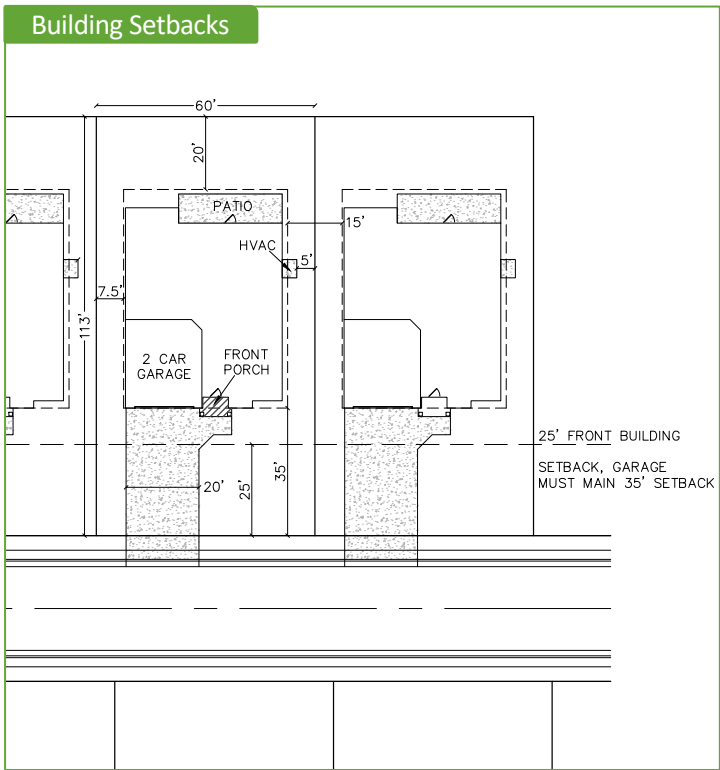 Building Setbacks
60'
20'
PATIO
15'
HVAC
5'
7.5'
113'
2 CAR
GARAGE
FRONT
PORCH
25' FRONT BUILDING
SETBACK, GARAGE
MUST MAIN 35' SETBACK
20'
25'
35'